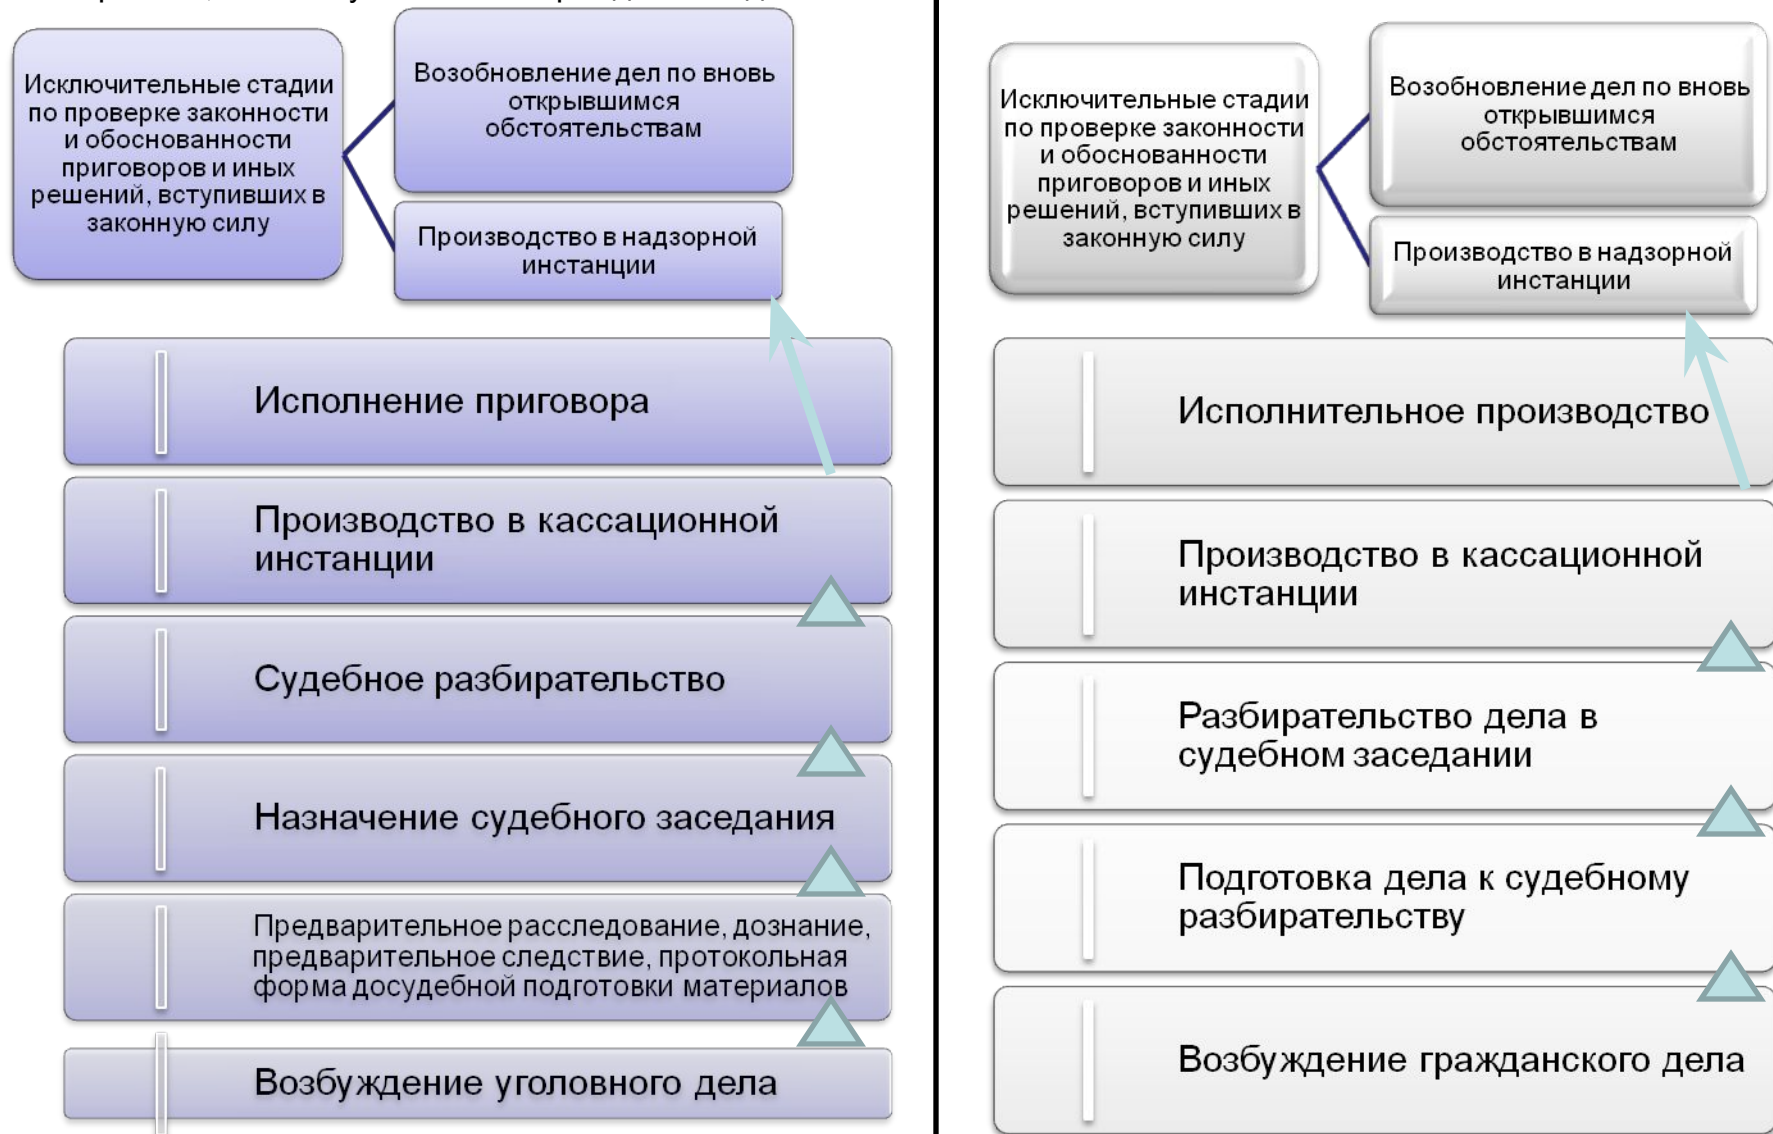 Исключительные стадии
по проверке законности
и обоснованности
приговоров и иных
решений, вступивших в
законную силу
Возобновление дел по вновь
открывшимся
обстоятельствам
Производство в надзорной
инстанции
Исполнение приговора
Производство в кассационной
инстанции
Судебное разбирательство
Назначение судебного заседания
Предварительное расследование, дознание,
предварительное следствие, протокольная
форма досудебной подготовки материалов
Возбуждение уголовного дела
Исключительные стадии
по проверке законности
и обоснованности
приговоров и иных
решений, вступивших в
законную силу
Возобновление дел по вновь
открывшимся
обстоятельствам
Производство в надзорной
инстанции
Исполнительное производство
Производство в кассационной
инстанции
Разбирательство дела в
судебном заседании
Подготовка дела к судебному
разбирательству
Возбуждение гражданского дела